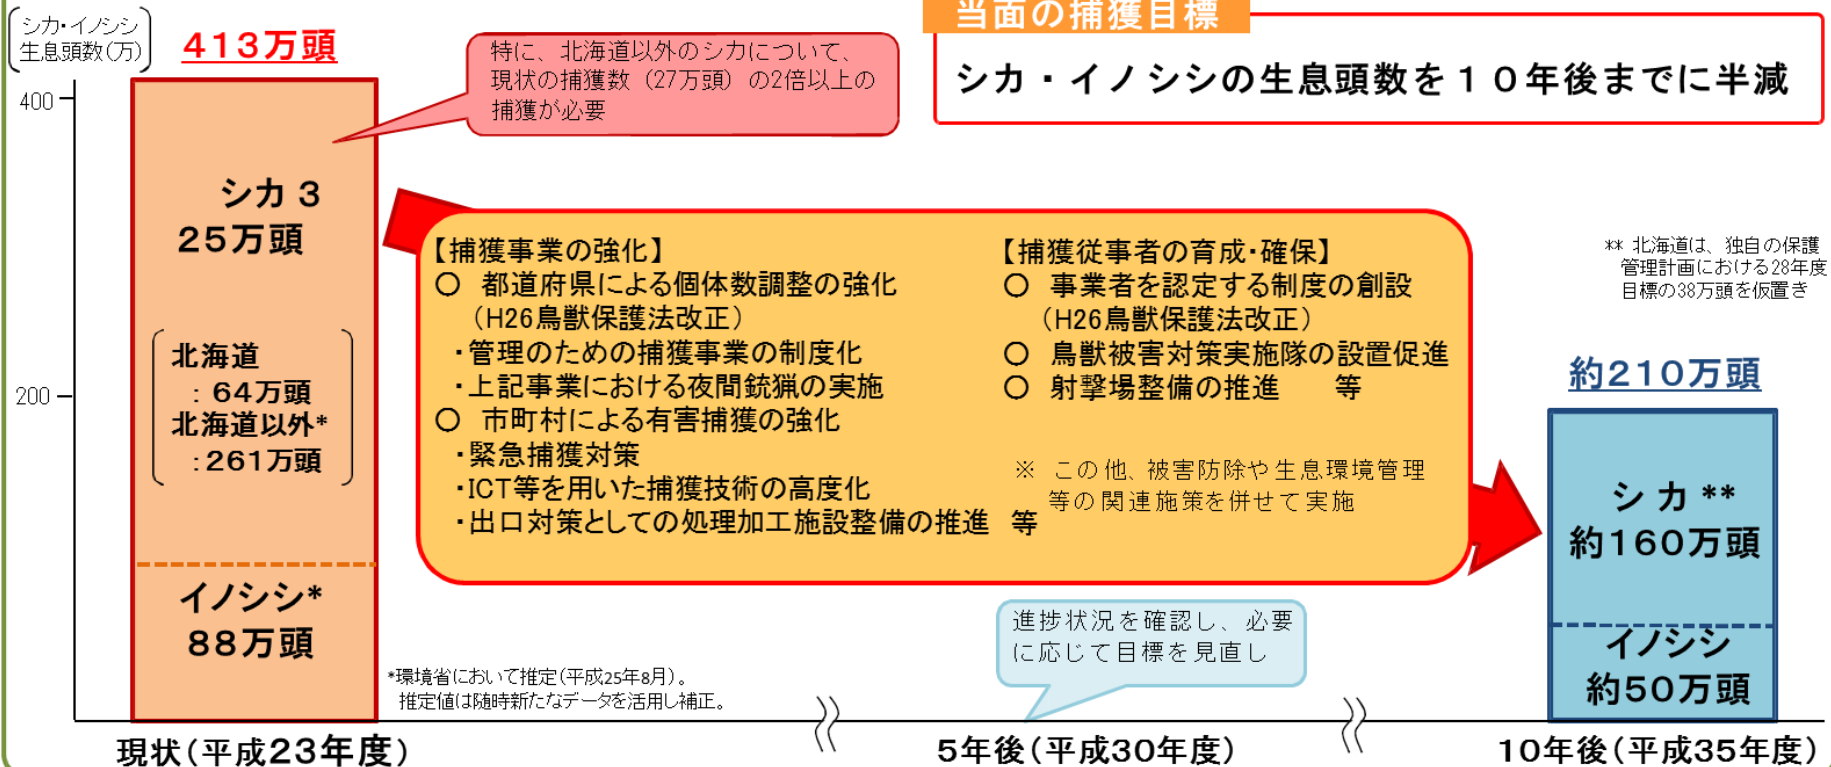 シカ・イノシシ
生息頭数(万)
413万頭
400
200
特に、北海道以外のシカについて、
現状の捕獲数（27万頭）の2倍以上の
捕獲が必要
当面の捕獲目標
シカ・イノシシの生息頭数を１０年後までに半減
シカ 3
25万頭
北海道
：64万頭
北海道以外*
：261万頭
イノシシ*
88万頭
【捕獲事業の強化】
○ 都道府県による個体数調整の強化
（H26鳥獣保護法改正）
・管理のための捕獲事業の制度化
・上記事業における夜間銃猟の実施
○ 市町村による有害捕獲の強化
・緊急捕獲対策
・ICT等を用いた捕獲技術の高度化
・出口対策としての処理加工施設整備の推進 等
【捕獲従事者の育成・確保】
○ 事業者を認定する制度の創設
（H26鳥獣保護法改正）
○ 鳥獣被害対策実施隊の設置促進
○ 射撃場整備の推進 等
※ この他、被害防除や生息環境管理
等の関連施策を併せて実施
** 北海道は、独自の保護
管理計画における28年度
目標の38万頭を仮置き
約210万頭
シカ**
約160万頭
イノシシ
約50万頭
進捗状況を確認し、必要
に応じて目標を見直し
*環境省において推定(平成25年8月)。
推定値は随時新たなデータを活用し補正。
現状(平成23年度)
5年後(平成30年度)
10年後(平成35年度)